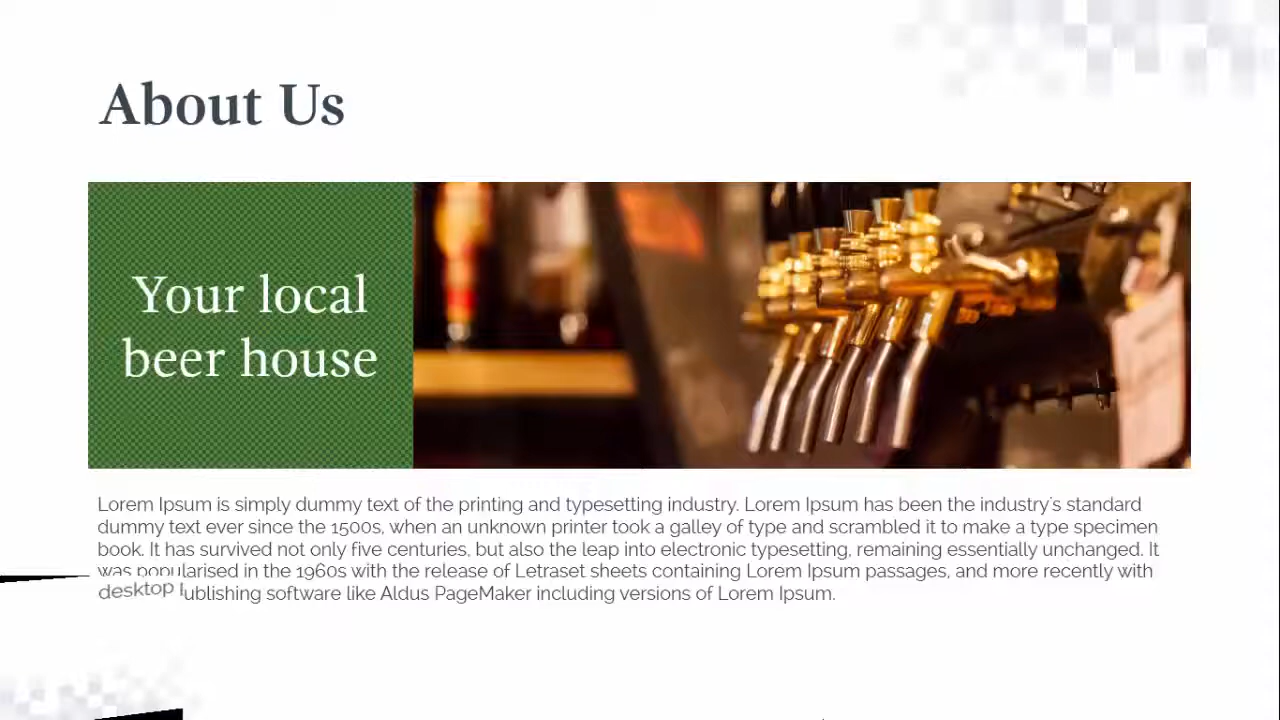 About Us
Your local
beer house
Lorem Ipsum is simply dummy text of the printing and typesetting industry. Lorem Ipsum has been the industry's standard
dummy text ever since the 1500s, when an unknown printer took a galley of type and scrambled it to make a type specimen
book. It has survived not only five centuries, but also the leap into electronic typesetting, remaining essentially unchanged. It
was popularised in the 1960s with the release of Letraset sheets containing Lorem Ipsum passages, and more recently with
desktop publishing software like Aldus PageMaker including versions of Lorem Ipsum.